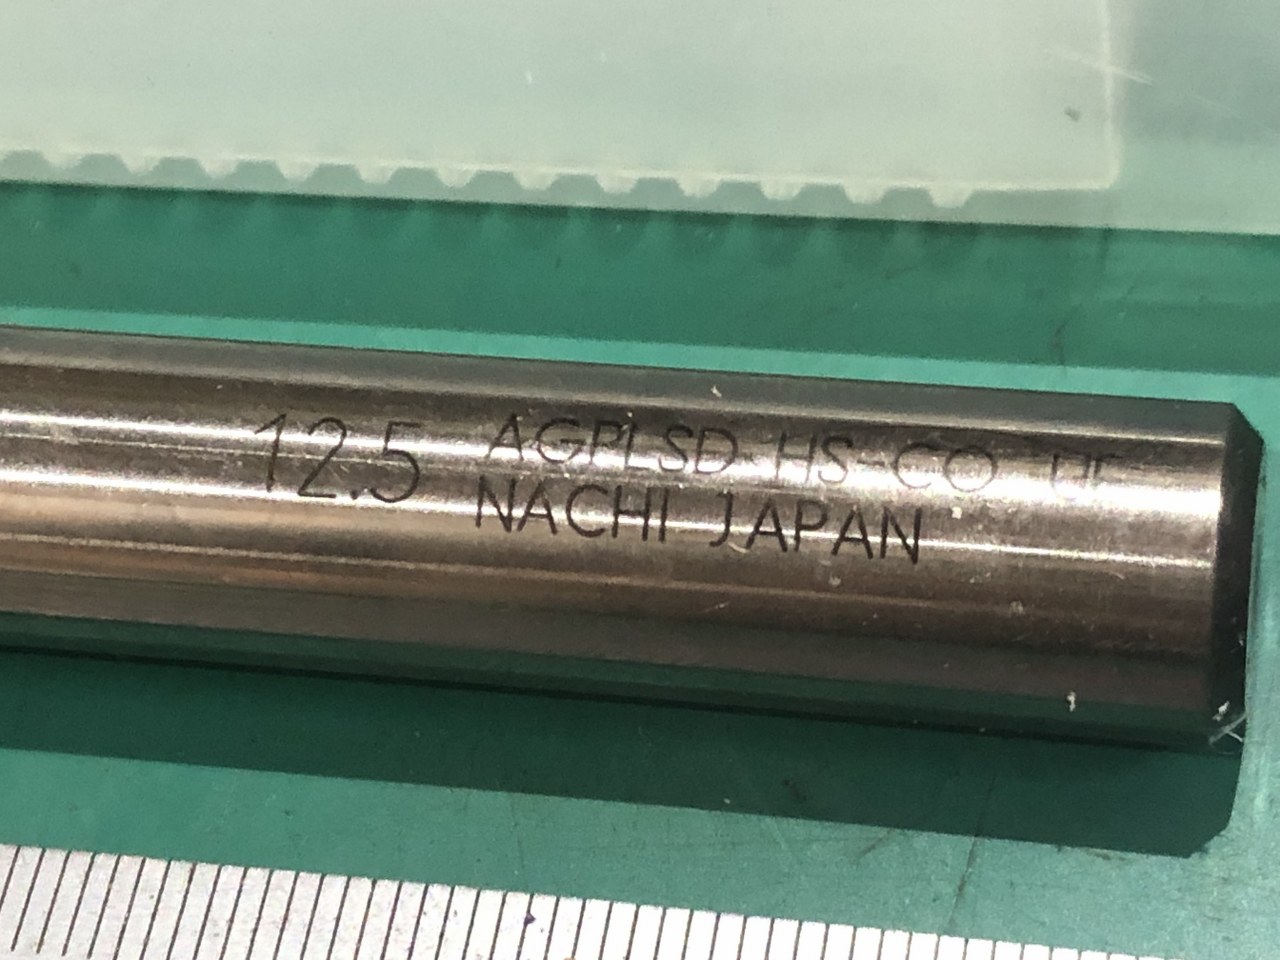 12.5 AGPLSD HS-CO
NACHI JAPAN